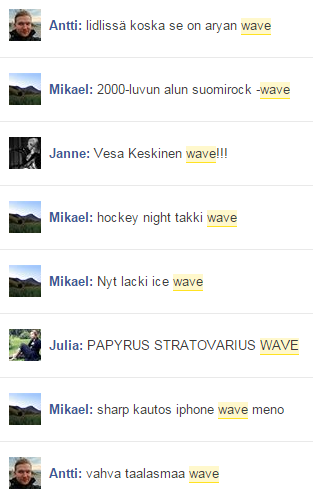 Antti: lidlissä koska se on aryan wave
Mikael: 2000-luvun alun suomirock -wave
Janne: Vesa Keskinen wave!!!
Mikael: hockey night takki wave
Mikael: Nyt lacki ice wave
Julia: PAPYRUS STRATOVARIUS WAVE
Mikael: sharp kautos iphone wave meno
Antti: vahva taalasmaa wave